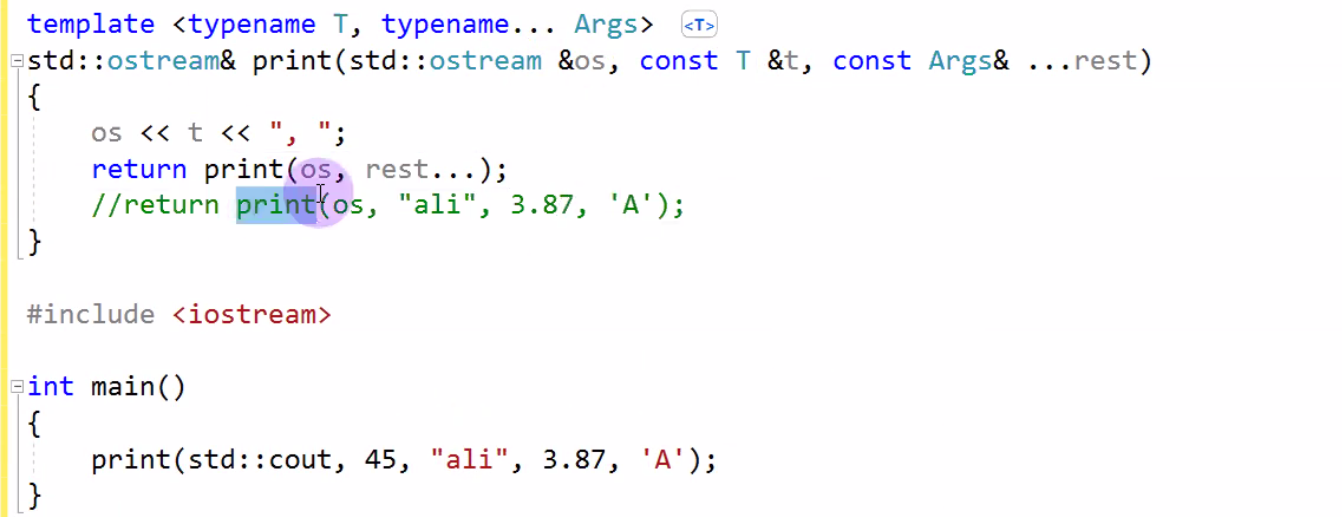 template <typename T, typename... Args> <T>
std::ostream& print(std::ostream &os, const T &t, const Args& ...rest)
{
    os << t << ", ";
    return print(os, rest...);
    //return print(os, "ali", 3.87, 'A');
}
#include <iostream>
int main()
{
    print(std::cout, 45, "ali", 3.87, 'A');
}